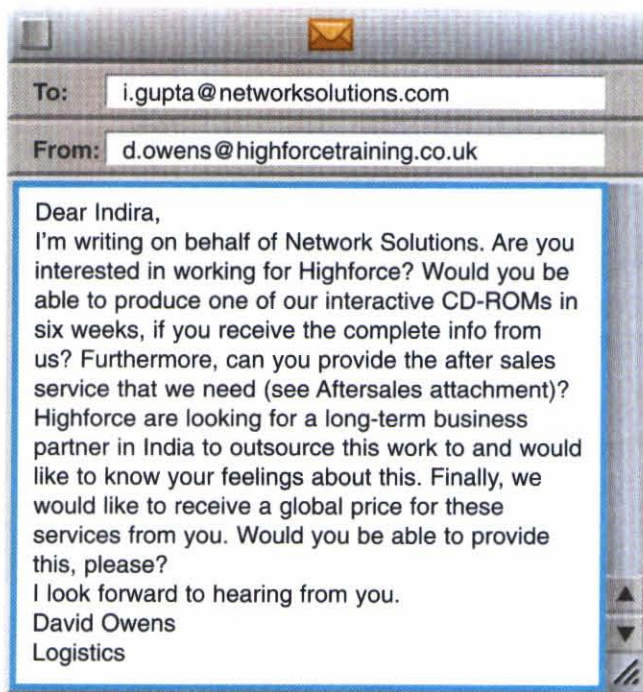 To: i.gupta@networksolutions.com
From: d.owens@highforcetraining.co.uk
Dear Indira,
I'm writing on behalf of Network Solutions. Are you
interested in working for Highforce? Would you be
able to produce one of our interactive CD-ROMs in
six weeks, if you receive the complete info from
us? Furthermore, can you provide the after sales
service that we need (see Aftersales attachment)?
Highforce are looking for a long-term business
partner in India to outsource this work to and would
like to know your feelings about this. Finally, we
would like to receive a global price for these
services from you. Would you be able to provide
this, please?
I look forward to hearing from you.
David Owens
Logistics